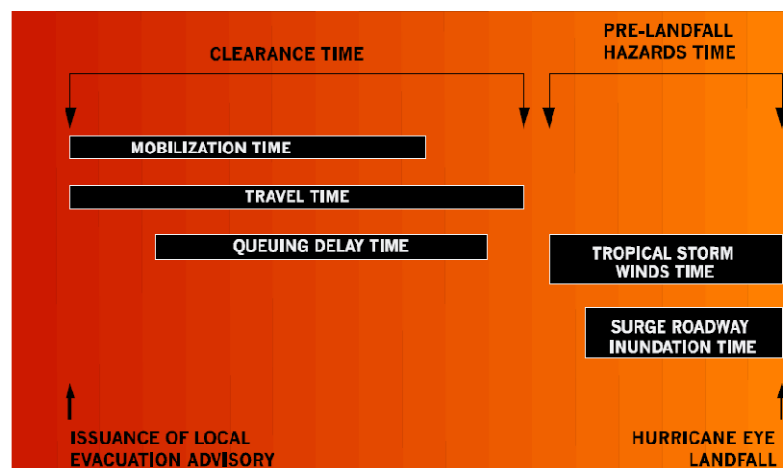 CLEARANCE TIME
PRE-LANDFALL
HAZARDS TIME
MOBILIZATION TIME
TRAVEL TIME
QUEUING DELAY TIME
TROPICAL STORM
WINDS TIME
SURGE ROADWAY
INUNDATION TIME
ISSUANCE OF LOCAL
EVACUATION ADVISORY
HURRICANE EYE
LANDFALL